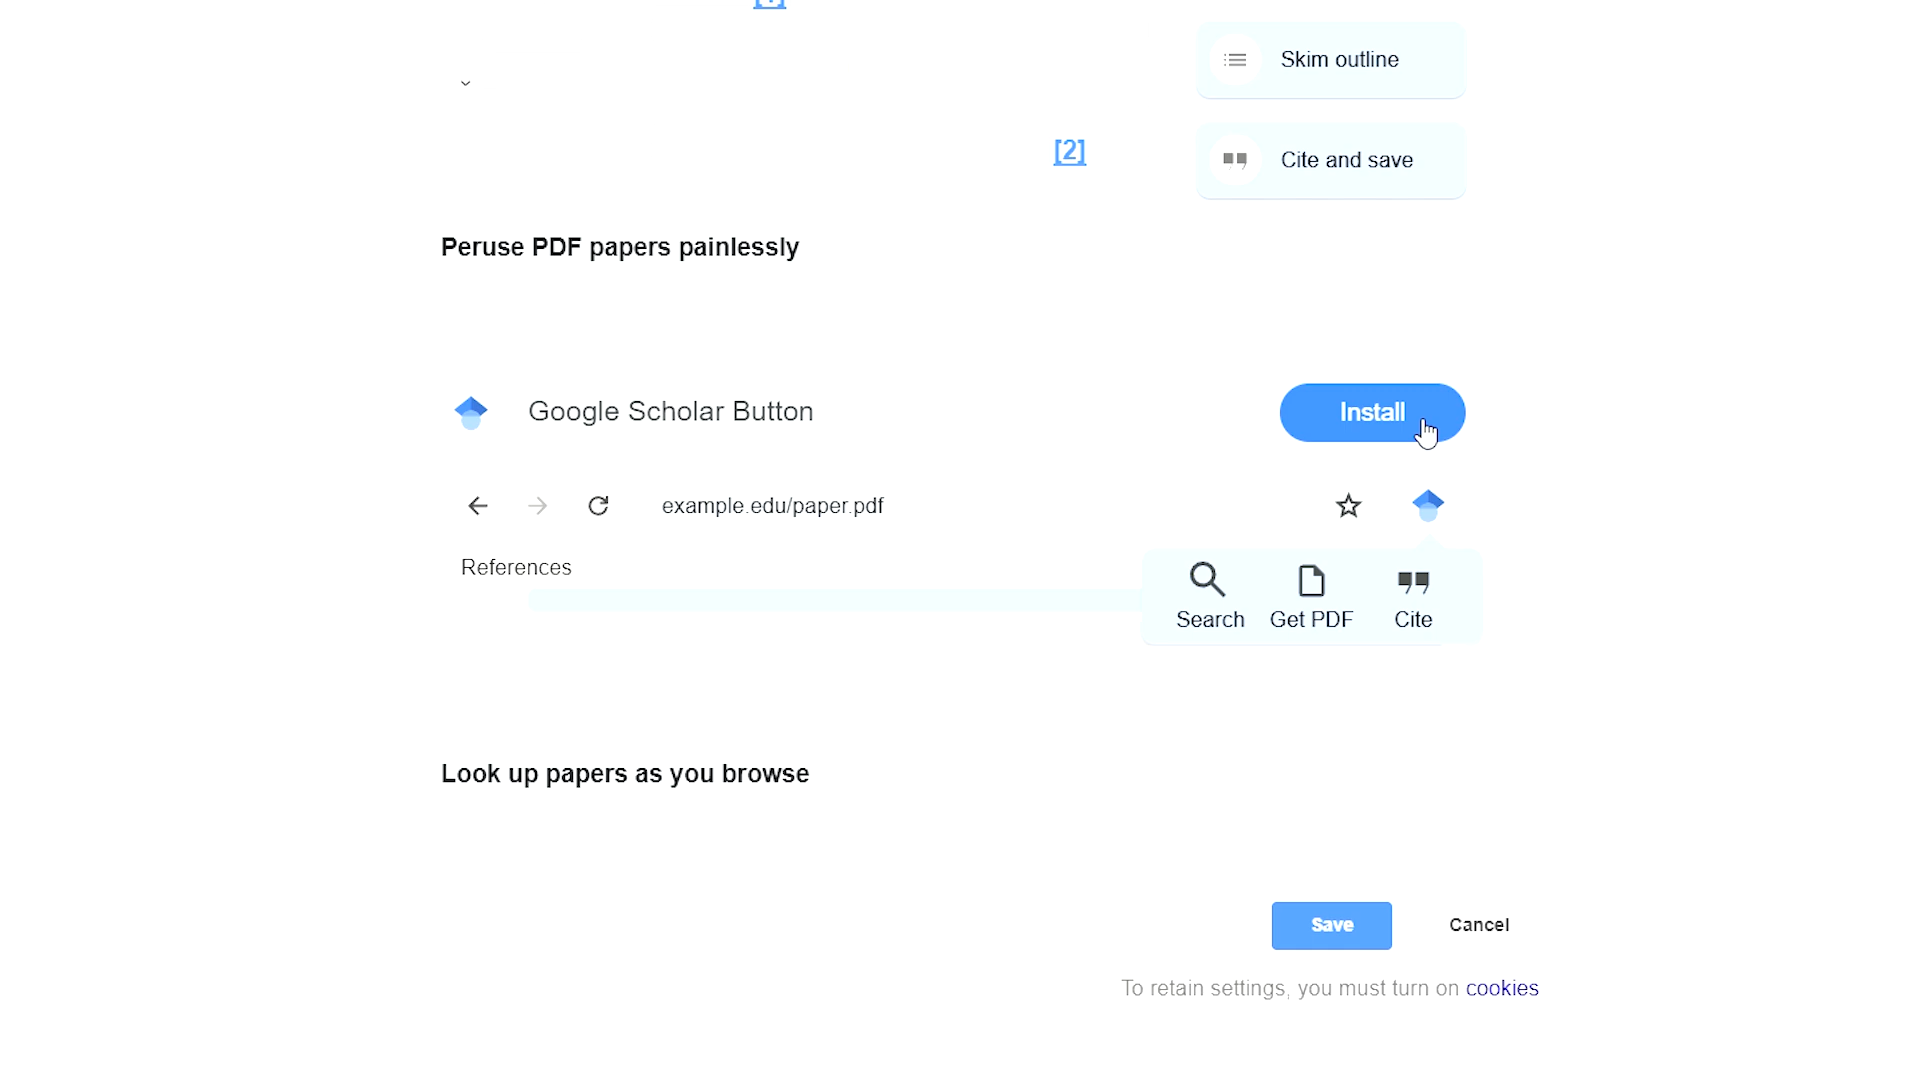 Skim outline
[2]
Cite and save
Peruse PDF papers painlessly
Google Scholar Button
Install
example.edu/paper.pdf
References
Search
Get PDF
Cite
Look up papers as you browse
Save
Cancel
To retain settings, you must turn on cookies